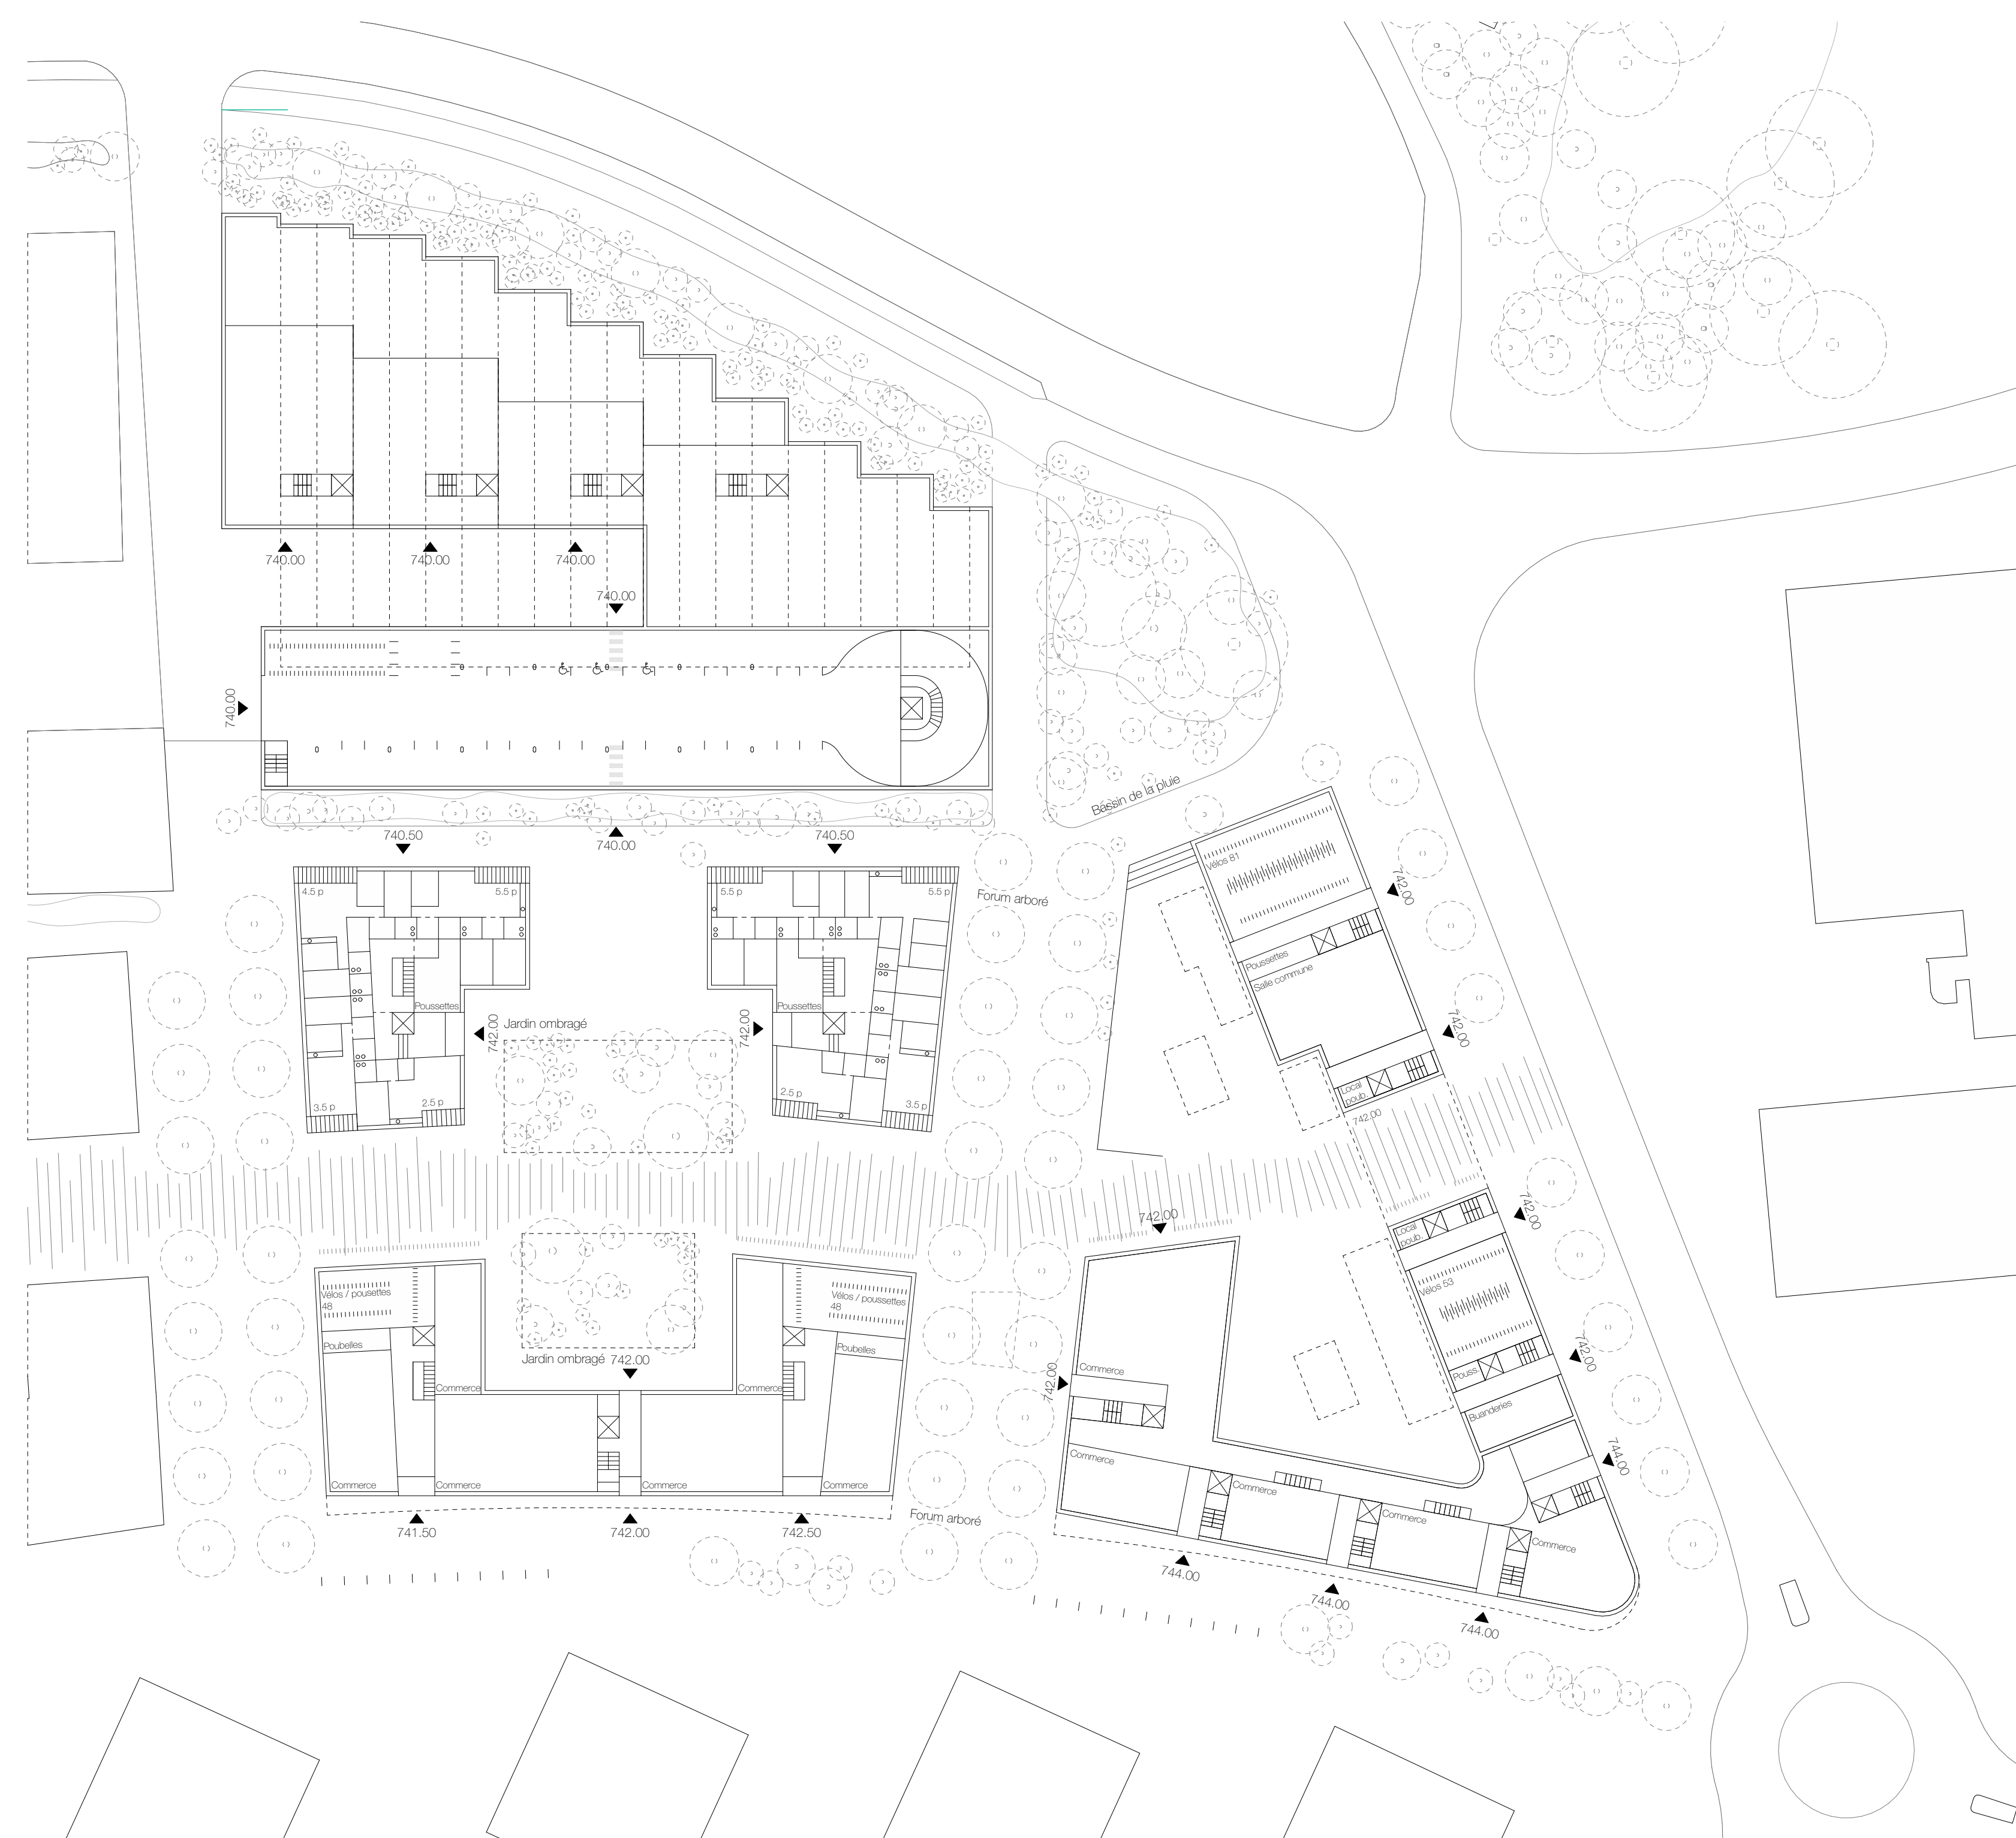 740.00
740.00
740.00
740.00
740.00
Bassin de la pluie
740.50
740.00
740.50
4.5 p
5.5 p
5.5 p
5.5 p
Forum arboré
Vélos 81
742.00
Poussettes
Salle commune
Poussettes
Poussettes
742.00
Jardin ombragé
742.00
742.00
Local
poub.
742.00
3.5 p
2.5 p
2.5 p
3.5 p
742.00
742.00
Local
poub.
Vélos / pousettes
48
Vélos / poussettes
48
Vélos 53
Poubelles
Jardin ombragé
742.00
Poubelles
742.00
Commerce
742.00
Pouss.
Commerce
Commerce
Buanderies
744.00
Commerce
Commerce
Commerce
Commerce
Commerce
Commerce
Commerce
Commerce
741.50
742.00
742.50
Forum arboré
744.00
744.00
744.00